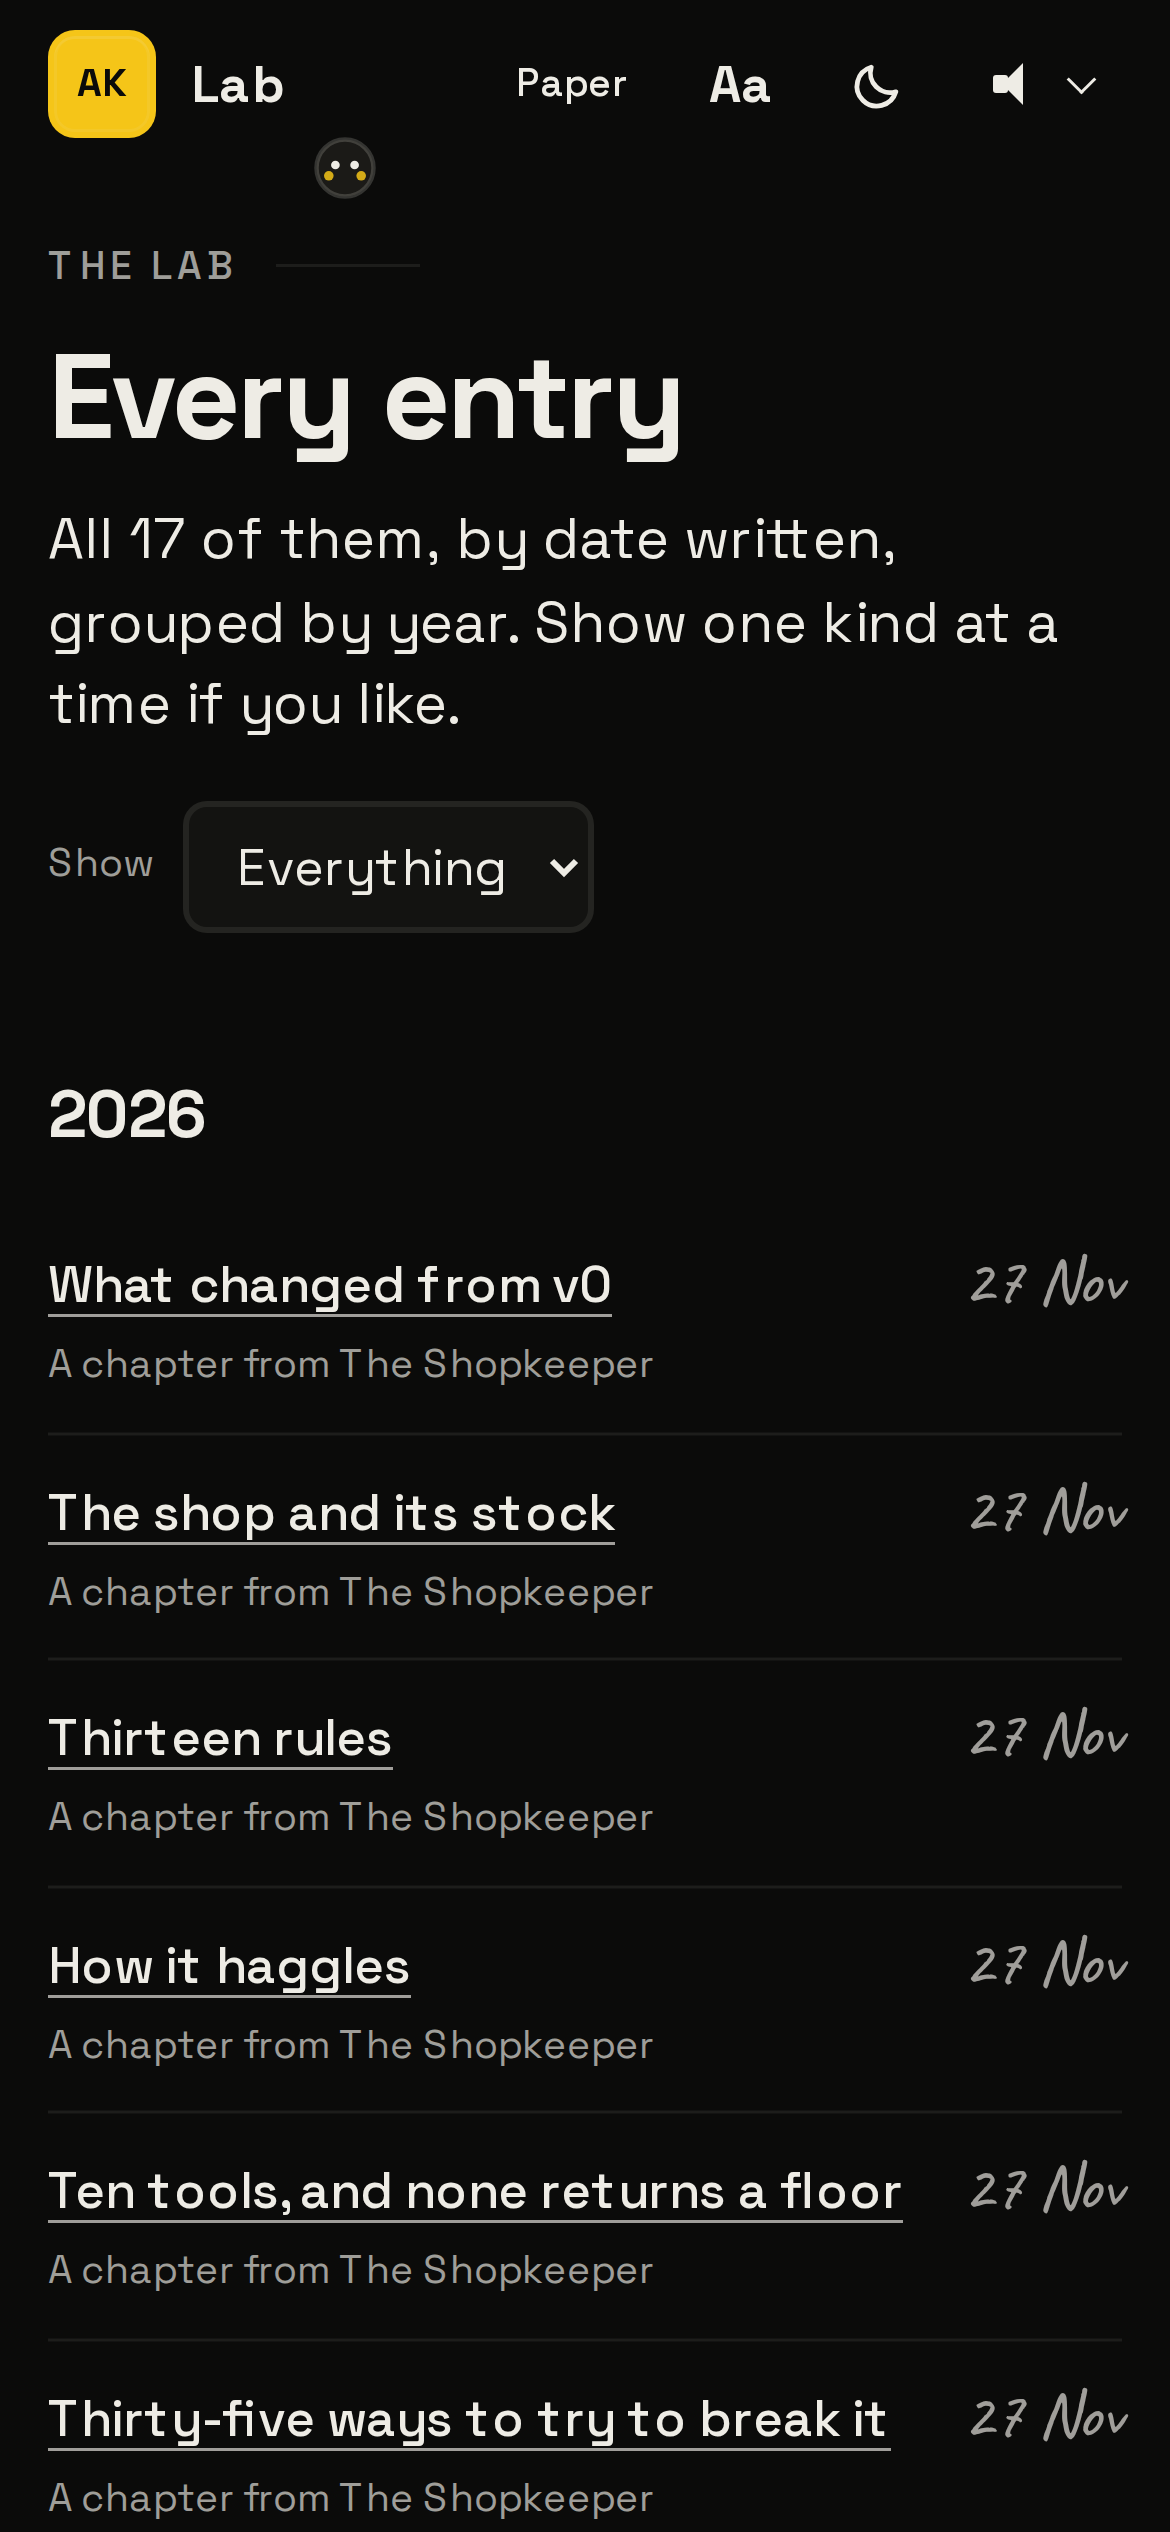 AK Lab Paper Aa
THE LAB
Every entry
All 17 of them, by date written,
grouped by year. Show one kind at a
time if you like.
Show Everything
2026
What changed from v0 27 Nov
A chapter from The Shopkeeper
The shop and its stock 27 Nov
A chapter from The Shopkeeper
Thirteen rules 27 Nov
A chapter from The Shopkeeper
How it haggles 27 Nov
A chapter from The Shopkeeper
Ten tools, and none returns a floor 27 Nov
A chapter from The Shopkeeper
Thirty-five ways to try to break it 27 Nov
A chapter from The Shopkeeper